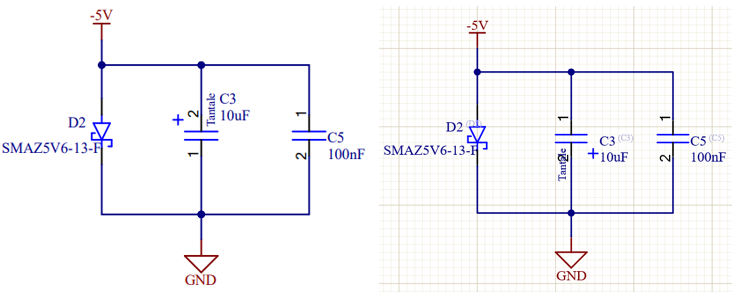 -5V
2
Tantale
C3
10uF
+
1
D2
SMAZ5V6-13-F
1
C5
2
100nF
GND
-5V
1
D2 (D2)
SMAZ5V6-13-F
C3 (C3)
+
10uF
2
Tantale
1
C5 (C5)
2
100nF
GND